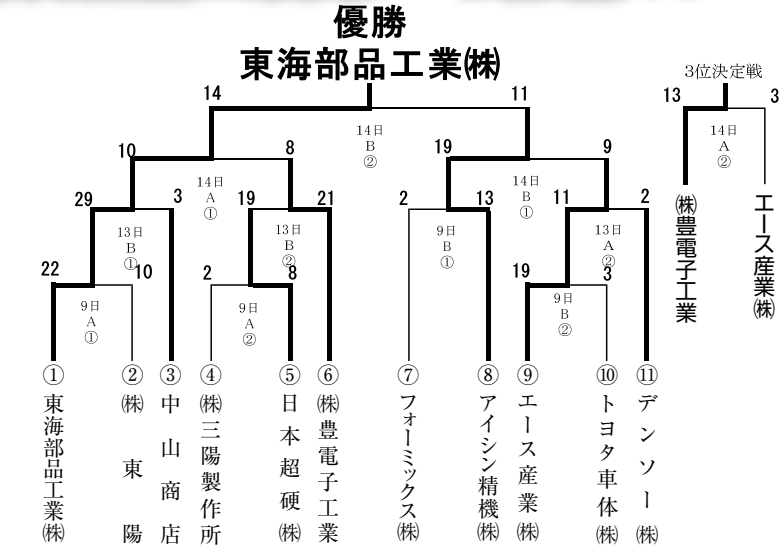 優勝
東海部品工業㈱
3位決定戦
14
11
13
3
14日
B
②
14日
A
②
10
8
19
9
14日
A
①
14日
B
①
29
3
19
21
2
13
11
2
13日
B
①
13日
B
②
9日
B
①
13日
A
②
㈱豊電子工業
エース産業㈱
22
10
2
8
19
3
9日
A
①
9日
A
②
9日
B
②
①東海部品工業㈱
②㈱東陽
③中山商店
④㈱三陽製作所
⑤日本超硬㈱
⑥㈱豊電子工業
⑦フォーミックス㈱
⑧アイシン精機㈱
⑨エース産業㈱
⑩トヨタ車体㈱
⑪デンソー㈱